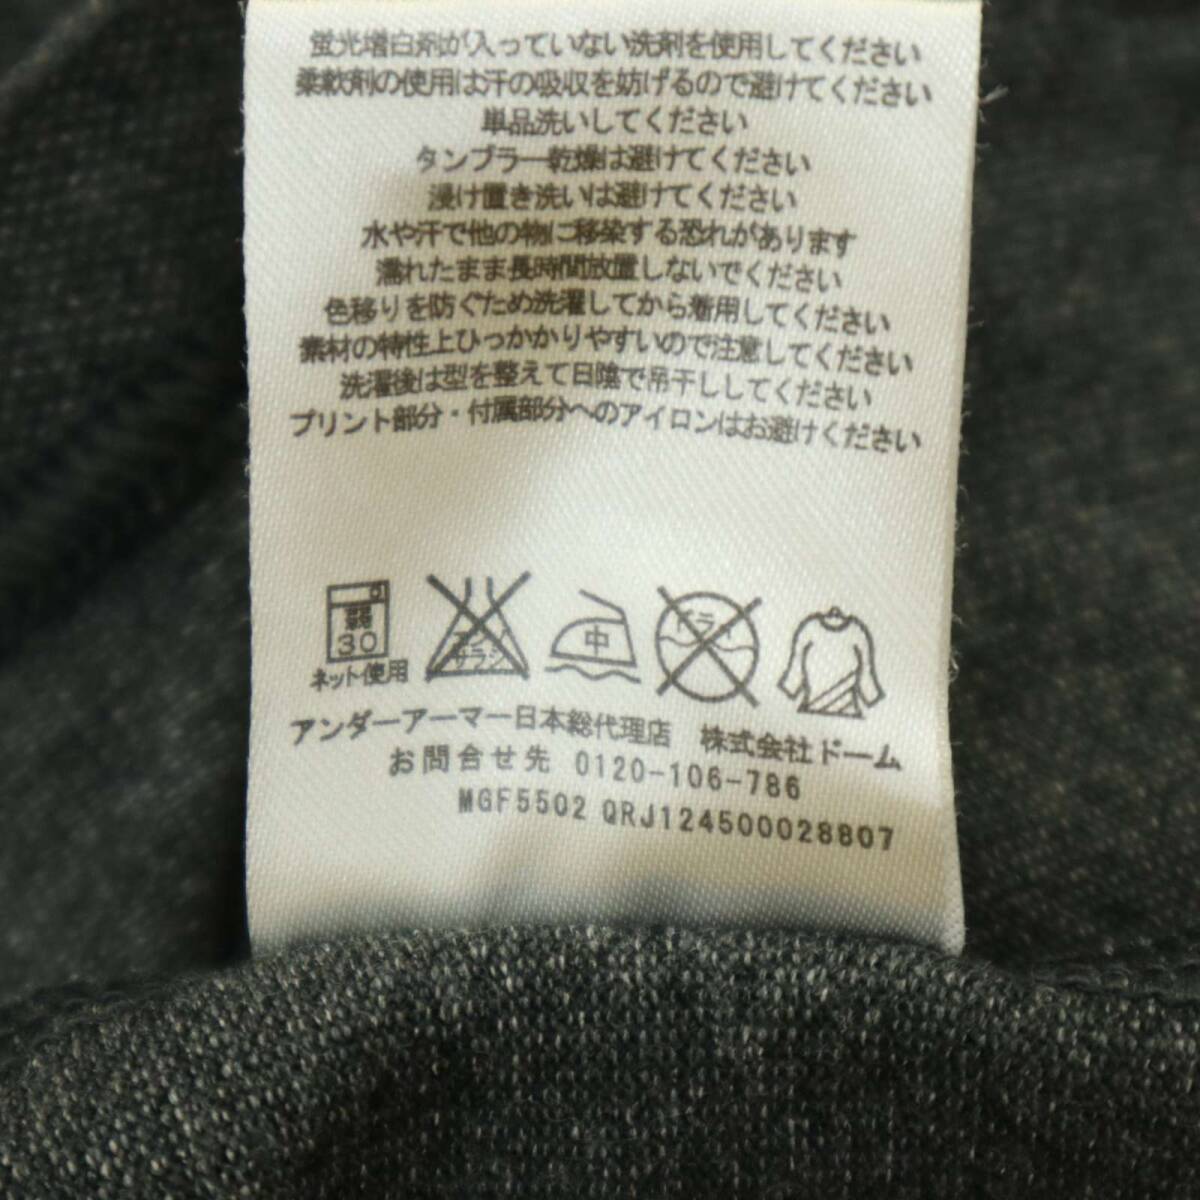 蛍光増白剤が入っていない洗剤を使用してください
柔軟剤の使用は汗の吸収を妨げるので避けてください
単品洗いしてください
タンブラー乾燥は避けてください
浸け置き洗いは避けてください
水や汗で他の物に移染する恐れがあります
濡れたまま長時間放置しないでください
色移りを防ぐため洗濯してから着用してください
素材の特性上ひっかかりやすいので注意してください
洗濯後は型を整えて日陰で吊干ししてください
プリント部分・付属部分へのアイロンはお避けください
弱
30
ネット使用
エンソ
サラシ
中
ドライ
アンダーアーマー日本総代理店 株式会社ドーム
お問合せ先 0120-106-786
MGF5502 QRJ124500028807